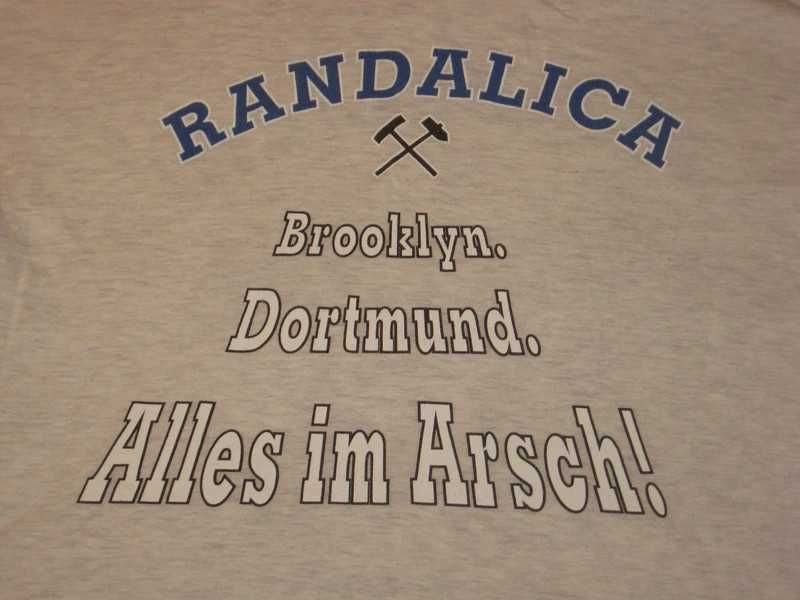 RANDALICA
Brooklyn.
Dortmund.
Alles im Arsch!